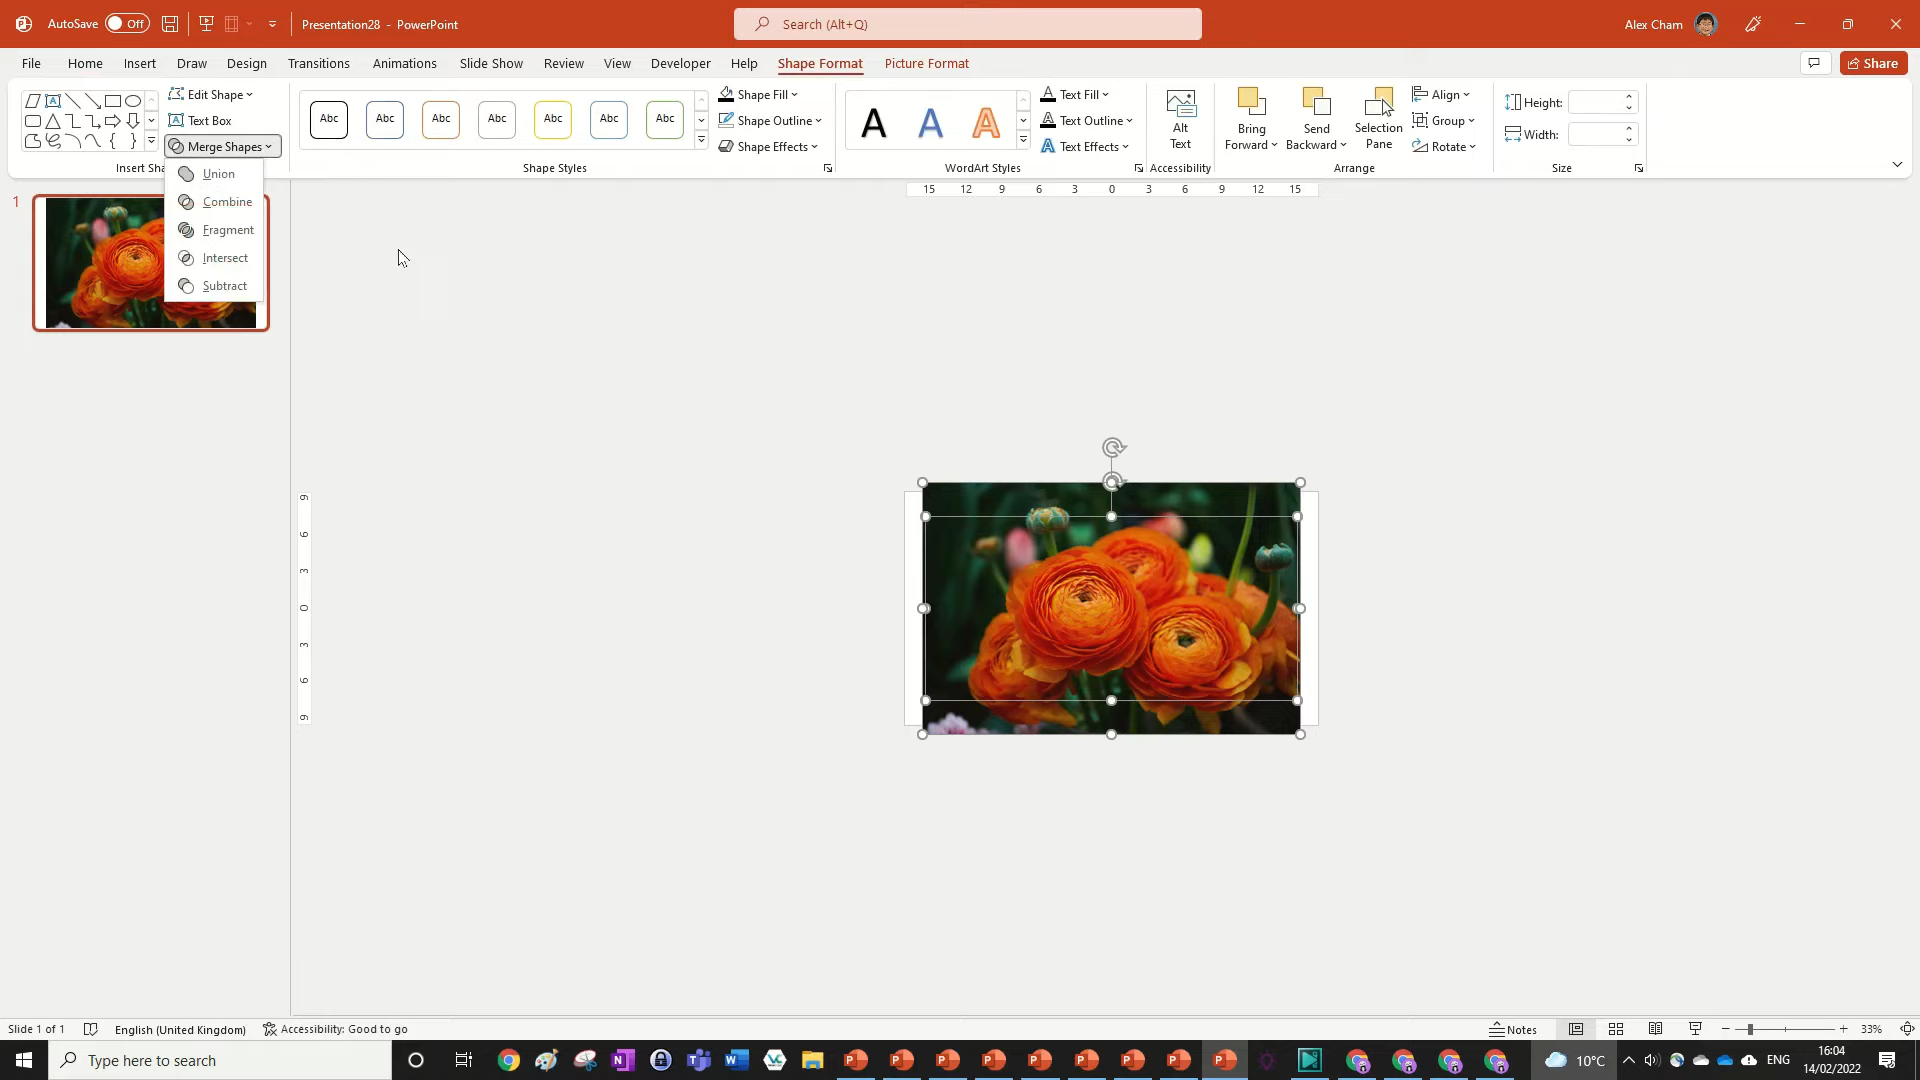 AutoSave Off Presentation28 - PowerPoint Search (Alt+Q) Alex Cham
File Home Insert Draw Design Transitions Animations Slide Show Review View Developer Help Shape Format Picture Format Share
Edit Shape
Text Box
Merge Shapes
Insert Sha
Abc Abc Abc Abc Abc Abc Abc
Shape Fill
Shape Outline
Shape Effects
Shape Styles
A A A
Text Fill
Text Outline
Text Effects
WordArt Styles
Alt
Text
Accessibility
Bring
Forward
Send
Backward
Selection
Pane
Align
Group
Rotate
Arrange
Height:
Width:
Size
Union
Combine
Fragment
Intersect
Subtract
1
15 12 9 6 3 0 3 6 9 12 15
9
6
3
0
3
6
9
Slide 1 of 1 English (United Kingdom) Accessibility: Good to go Notes 33%
Type here to search 10°C ENG 16:04
14/02/2022